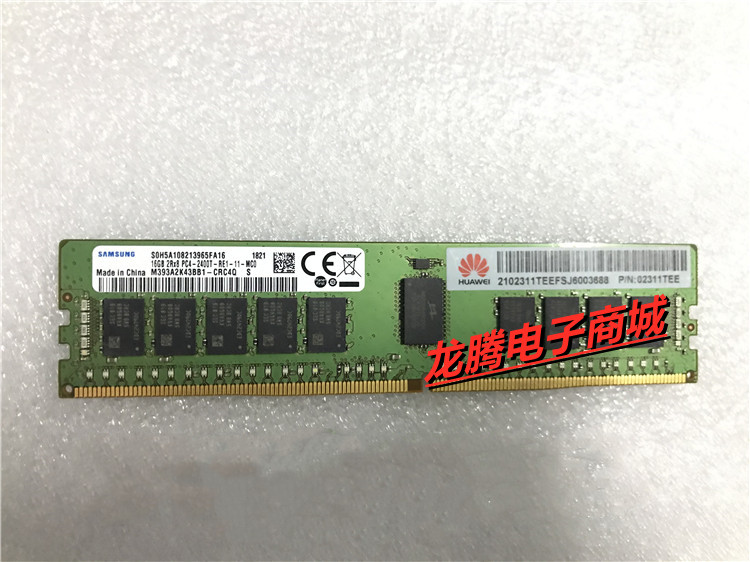 SAMSUNG
S0H5A108213965FA16 1821
16GB 2Rx8 PC4-2400T-RE1-11-MC0
Made in China M393A2K43BB1-CRC4Q S
CE
HUAWEI
2102311TEEFSJ6003688 P/N:02311TEE
龙腾电子商城